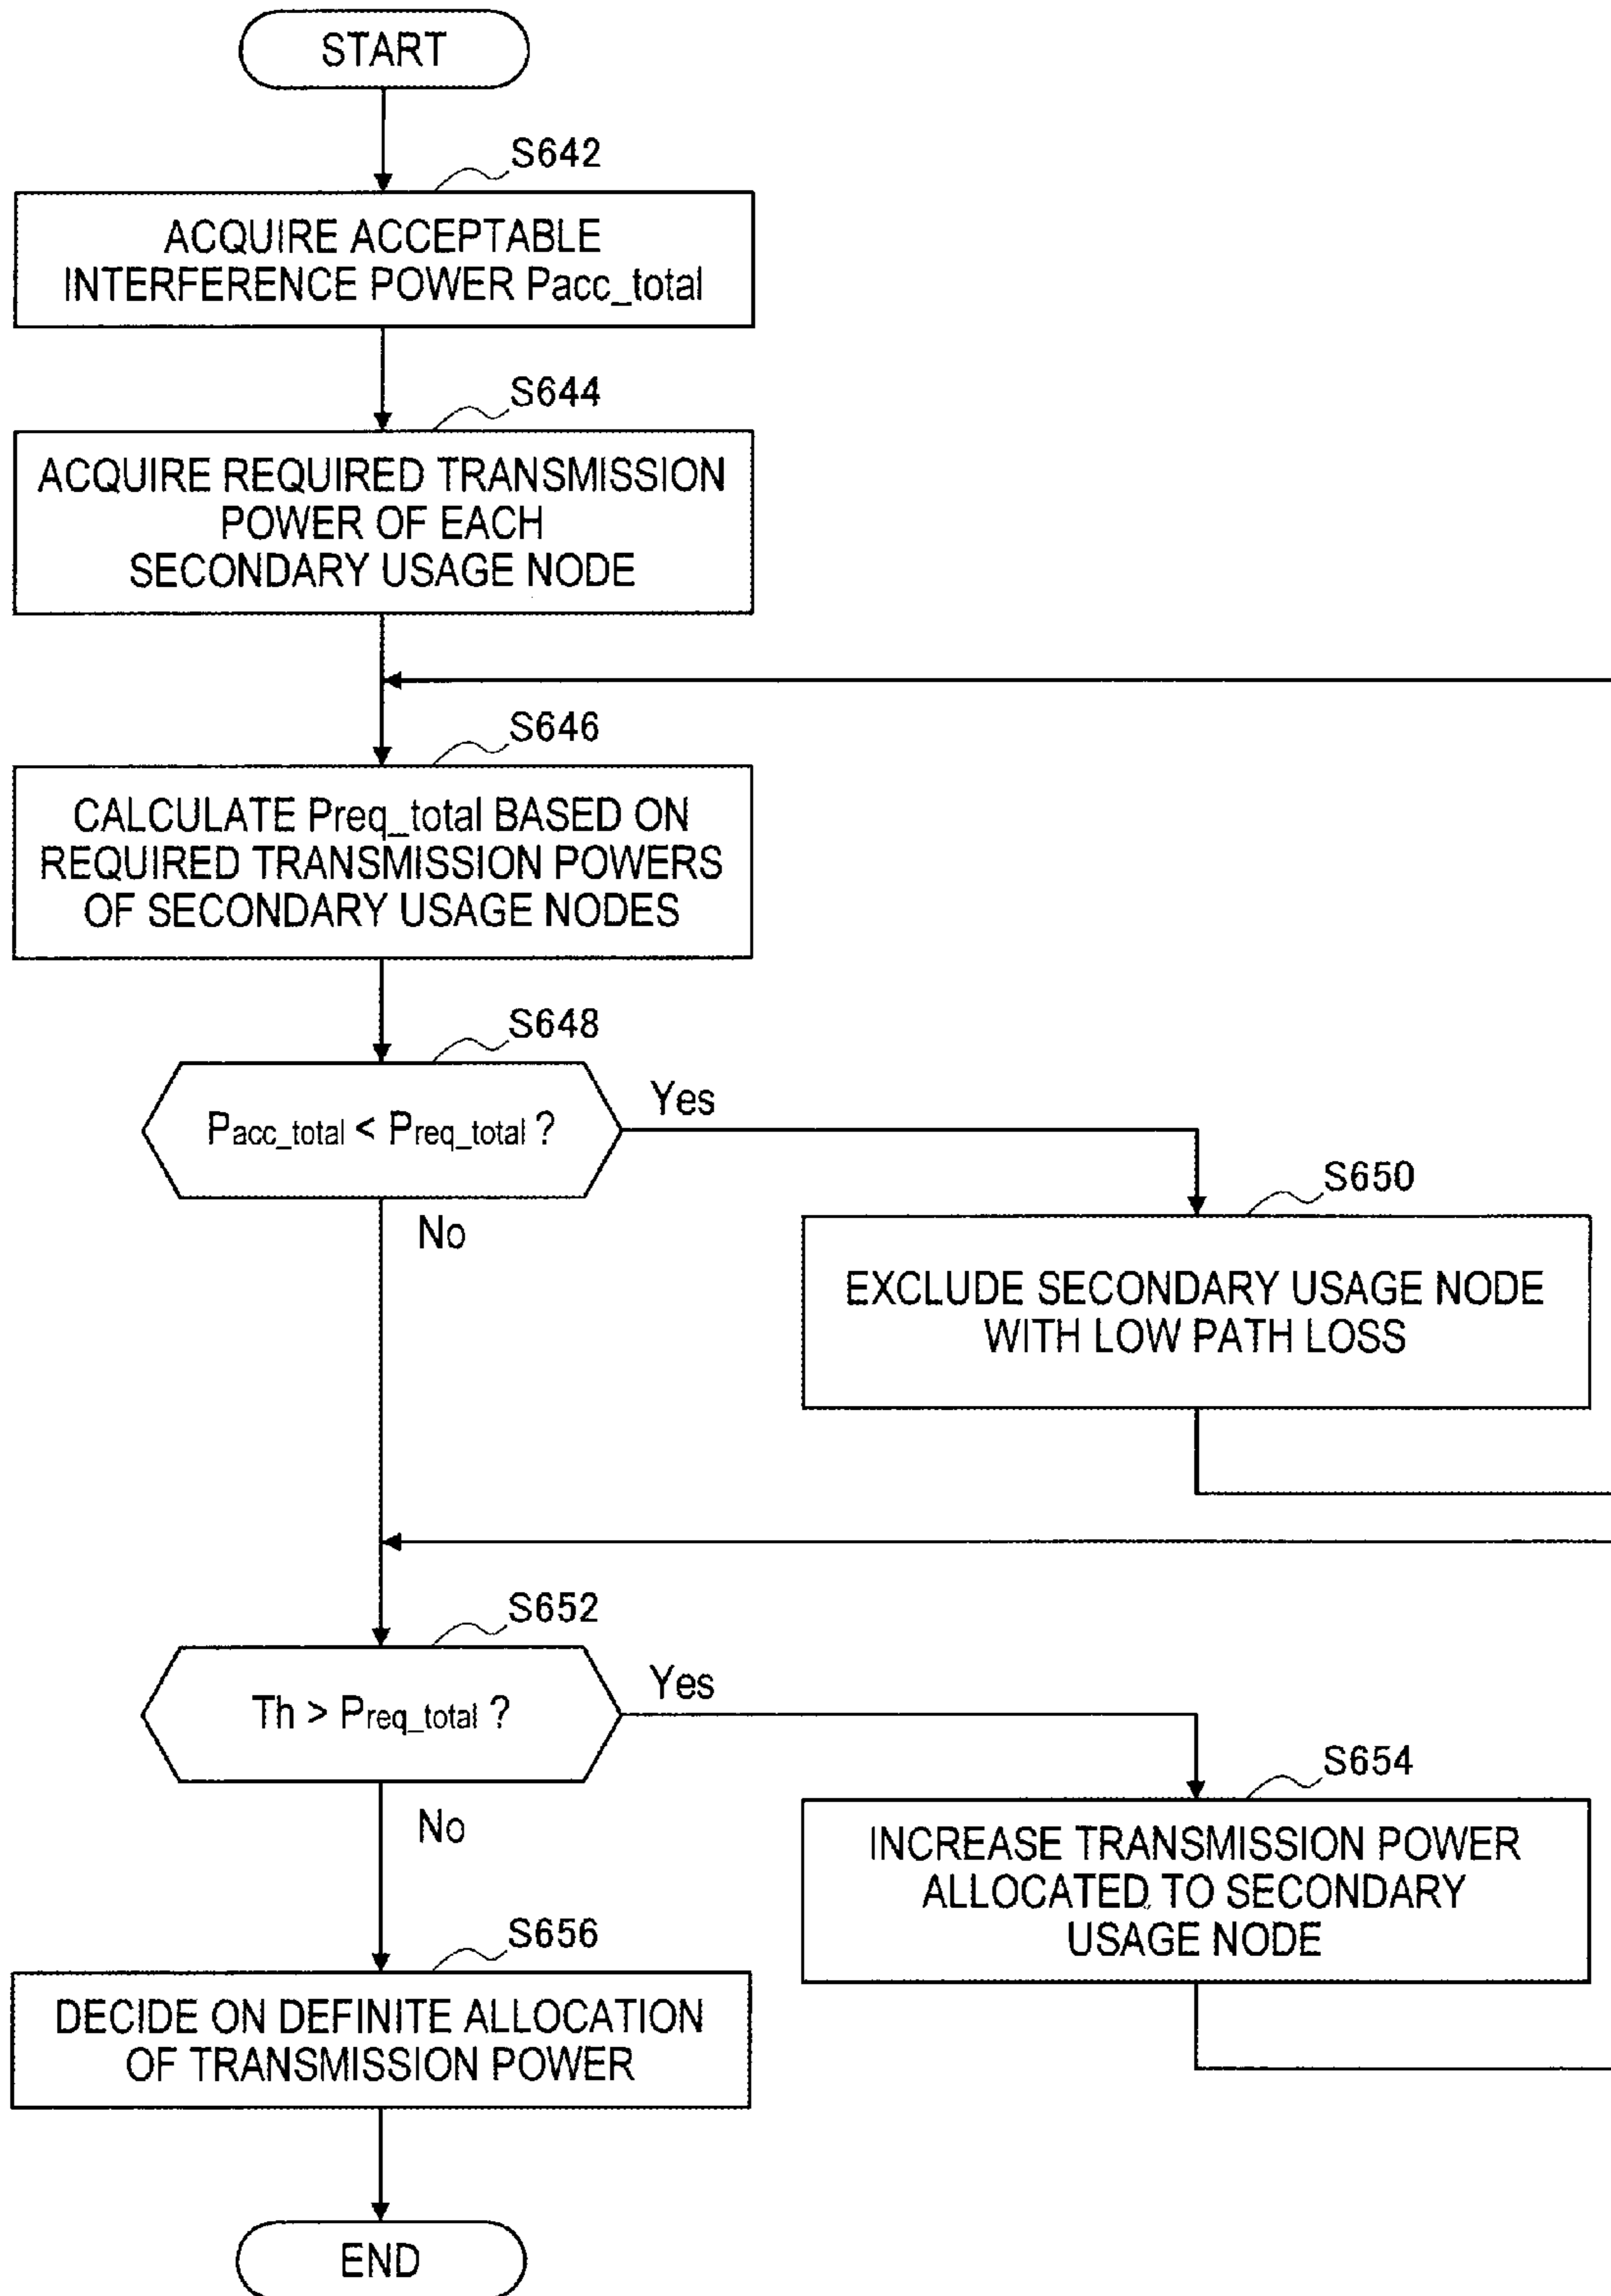 START
S642
ACQUIRE ACCEPTABLE
INTERFERENCE POWER Pacc_total
S644
ACQUIRE REQUIRED TRANSMISSION
POWER OF EACH
SECONDARY USAGE NODE
S646
CALCULATE Preq_total BASED ON
REQUIRED TRANSMISSION POWERS
OF SECONDARY USAGE NODES
S648
Pacc_total < Preq_total ?
Yes
No
S650
EXCLUDE SECONDARY USAGE NODE
WITH LOW PATH LOSS
S652
Th > Preq_total ?
Yes
No
S654
INCREASE TRANSMISSION POWER
ALLOCATED TO SECONDARY
USAGE NODE
S656
DECIDE ON DEFINITE ALLOCATION
OF TRANSMISSION POWER
END